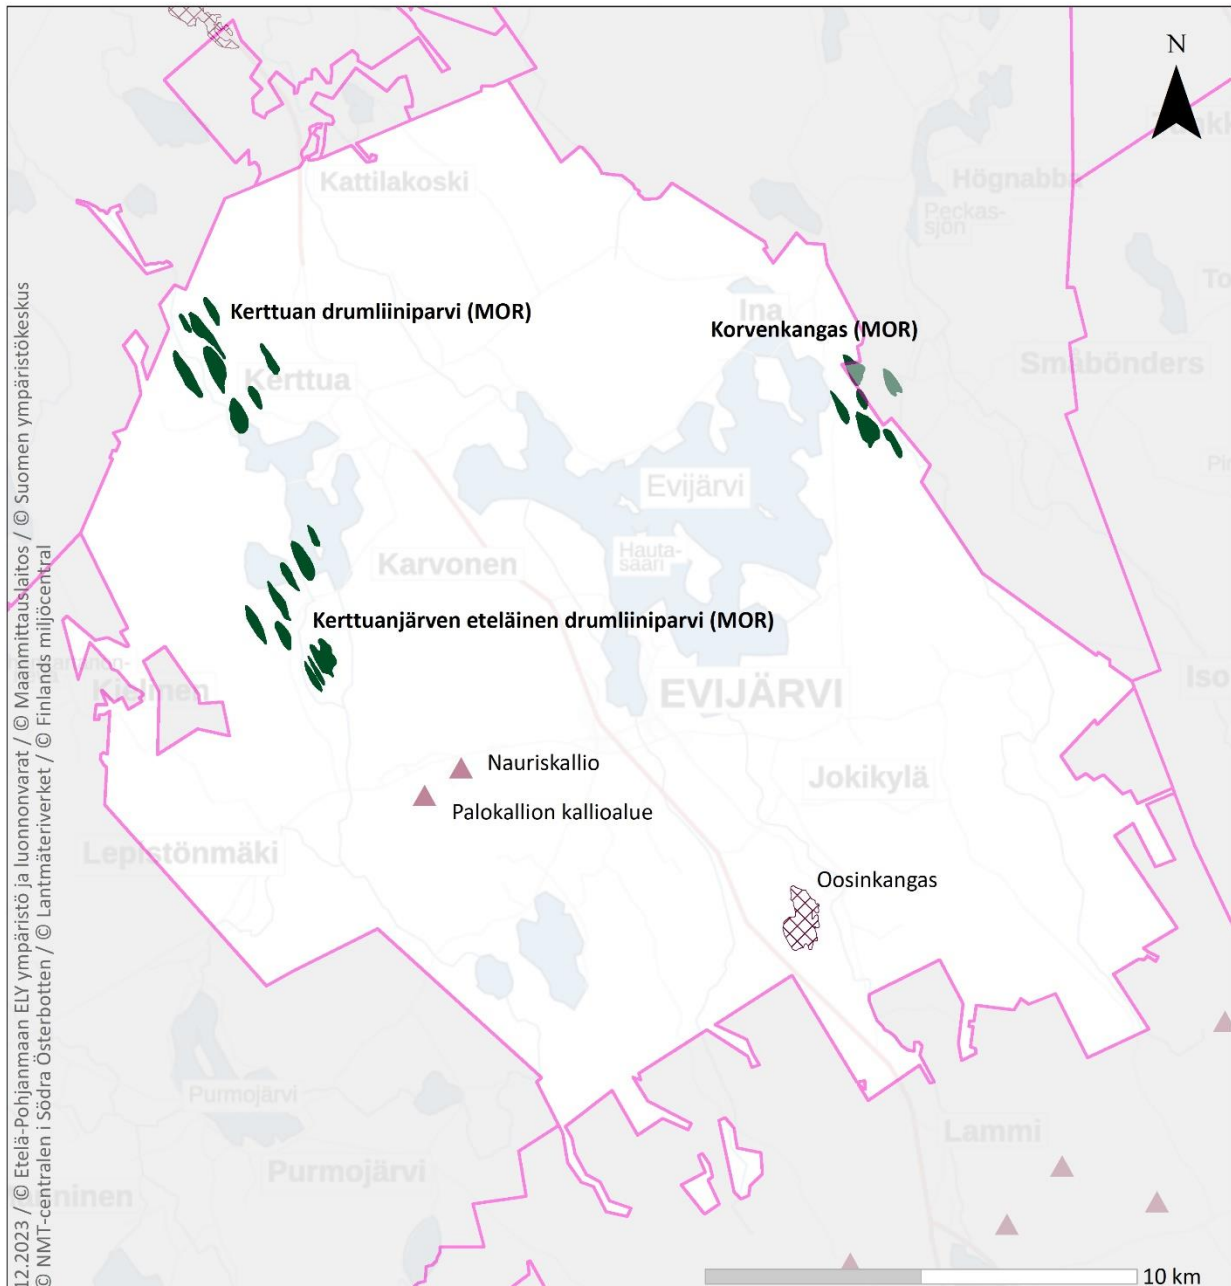 N
Kattilakoski
Högnabba
Peckas-
sjön
Kerttuan drumliiniparvi (MOR)
Ina
Korvenkangas (MOR)
Kerttua
Småbönders
Evijärvi
Hauta-
saari
Karvonen
Kerttuanjärven eteläinen drumliiniparvi (MOR)
EVIJÄRVI
Nauriskallio
Palokallion kallioalue
Jokikylä
Lepistönmäki
Oosinkangas
Purmojärvi
Purmojärvi
Lammi
10 km
12.2023 / © Etelä-Pohjanmaan ELY ympäristö ja luonnonvarat / © Maanmittauslaitos / © Suomen ympäristökeskus
© NMT-centralen i Södra Österbotten / © Lantmäteriverket / © Finlands miljöcentral